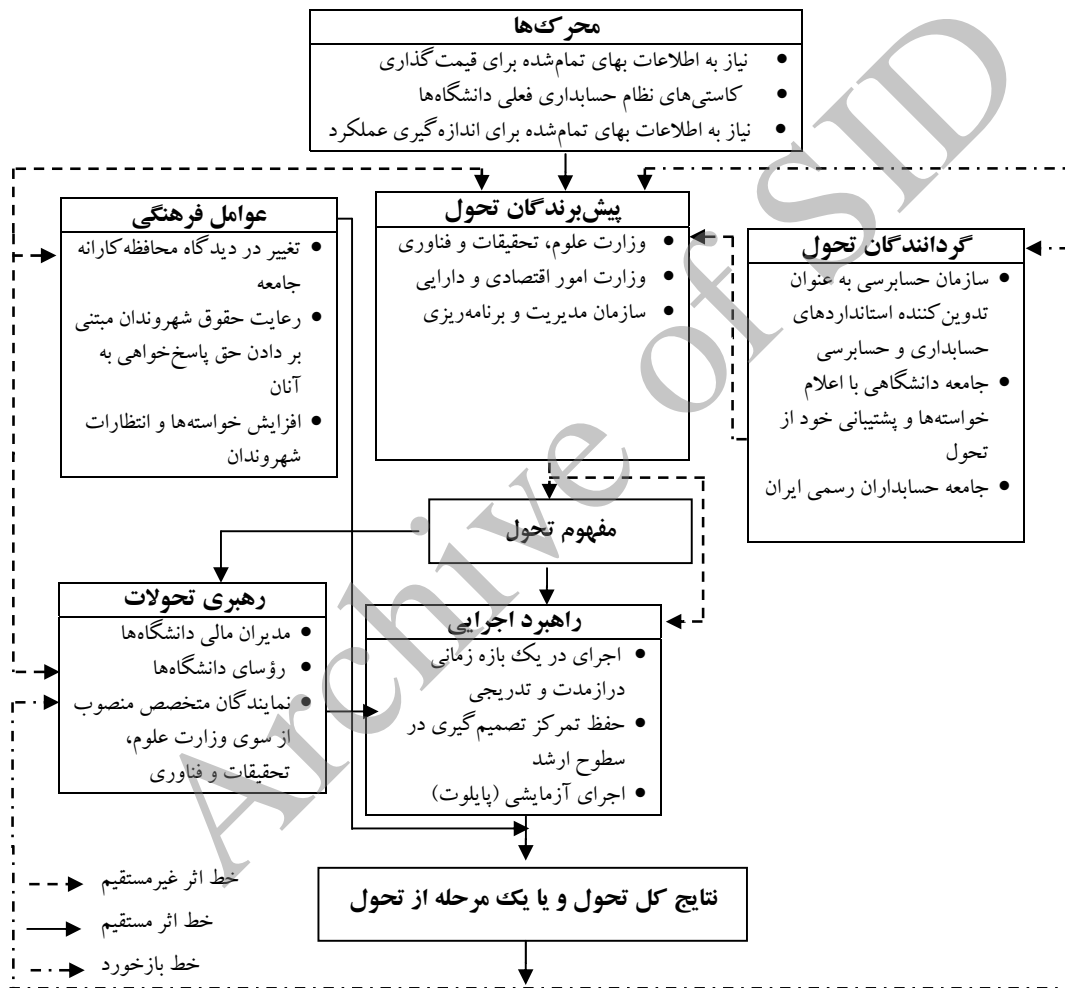 محرک‌ها
● نیاز به اطلاعات بهای تمام‌شده برای قیمت‌گذاری
● کاستی‌های نظام حسابداری فعلی دانشگاه‌ها
● نیاز به اطلاعات بهای تمام‌شده برای اندازه‌گیری عملکرد
گردانندگان تحول
● سازمان حسابرسی به عنوان
تدوین‌کننده استانداردهای
حسابداری و حسابرسی
● جامعه دانشگاهی با اعلام
خواسته‌ها و پشتیبانی خود از
تحول
● جامعه حسابداران رسمی ایران
پیش‌برندگان تحول
● وزارت علوم، تحقیقات و فناوری
● وزارت امور اقتصادی و دارایی
● سازمان مدیریت و برنامه‌ریزی
عوامل فرهنگی
● تغییر در دیدگاه محافظه‌کارانه
جامعه
● رعایت حقوق شهروندان مبتنی
بر دادن حق پاسخ‌خواهی به
آنان
● افزایش خواسته‌ها و انتظارات
شهروندان
مفهوم تحول
راهبرد اجرایی
● اجرای در یک بازه زمانی
درازمدت و تدریجی
● حفظ تمرکز تصمیم‌گیری در
سطوح ارشد
● اجرای آزمایشی (پایلوت)
رهبری تحولات
● مدیران مالی دانشگاه‌ها
● رؤسای دانشگاه‌ها
● نمایندگان متخصص منصوب
از سوی وزارت علوم،
تحقیقات و فناوری
نتایج کل تحول و یا یک مرحله از تحول
خط اثر غیرمستقیم
خط اثر مستقیم
خط بازخورد
Archive of SID